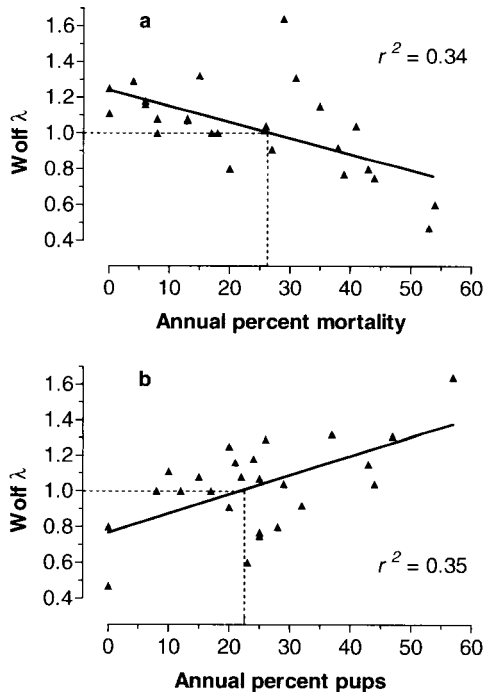 a
r² = 0.34
1.6
1.4
1.2
1.0
0.8
0.6
0.4
Wolf λ
0 10 20 30 40 50 60
Annual percent mortality
b
1.6
1.4
1.2
1.0
0.8
0.6
0.4
Wolf λ
r² = 0.35
0 10 20 30 40 50 60
Annual percent pups